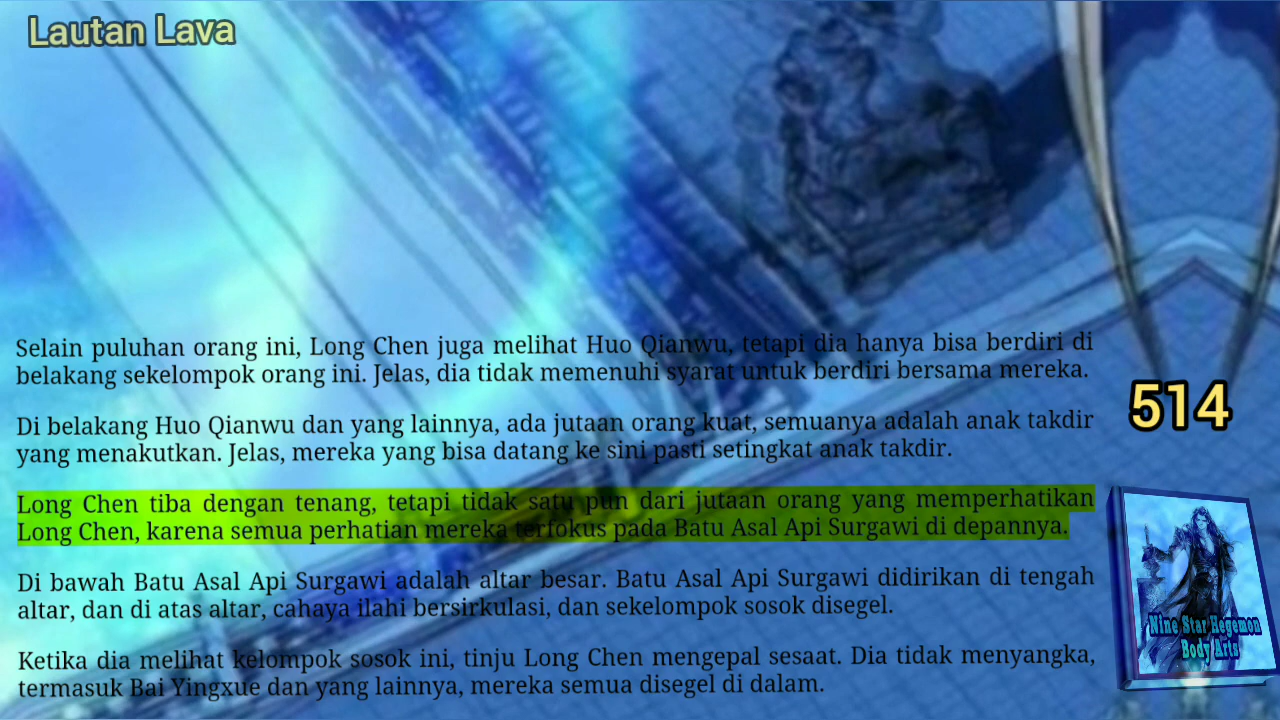 Lautan Lava
Selain puluhan orang ini, Long Chen juga melihat Huo Qianwu, tetapi dia hanya bisa berdiri di
belakang sekelompok orang ini. Jelas, dia tidak memenuhi syarat untuk berdiri bersama mereka.
Di belakang Huo Qianwu dan yang lainnya, ada jutaan orang kuat, semuanya adalah anak takdir
yang menakutkan. Jelas, mereka yang bisa datang ke sini pasti setingkat anak takdir.
514
Long Chen tiba dengan tenang, tetapi tidak satu pun dari jutaan orang yang memperhatikan
Long Chen, karena semua perhatian mereka terfokus pada Batu Asal Api Surgawi di depannya.
Di bawah Batu Asal Api Surgawi adalah altar besar. Batu Asal Api Surgawi didirikan di tengah
altar, dan di atas altar, cahaya ilahi bersirkulasi, dan sekelompok sosok disegel.
Nine Star Hegemon
Body Arts
Ketika dia melihat kelompok sosok ini, tinju Long Chen mengepal sesaat. Dia tidak menyangka,
termasuk Bai Yingxue dan yang lainnya, mereka semua disegel di dalam.